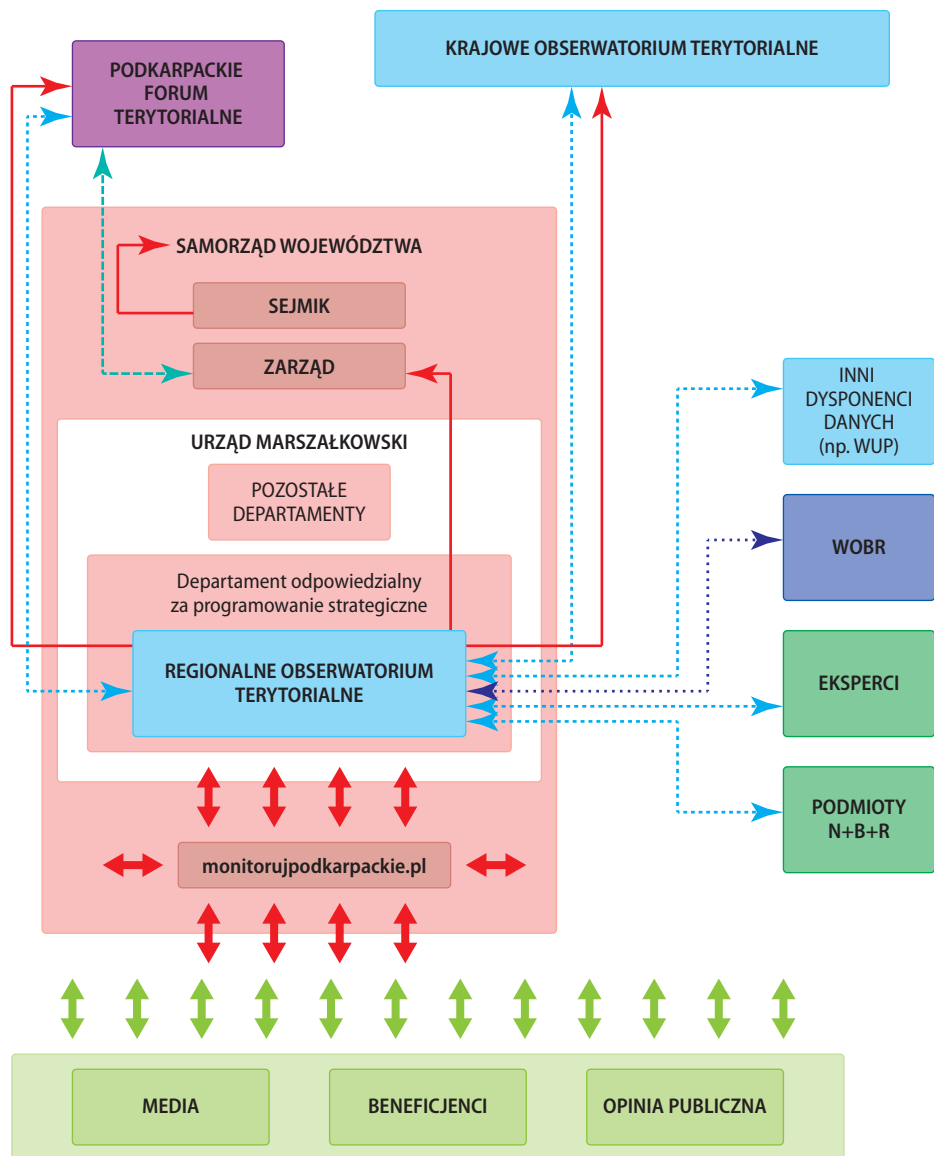 KRAJOWE OBSERWATORIUM TERYTORIALNE
PODKARPACKIE
FORUM
TERYTORIALNE
SAMORZĄD WOJEWÓDZTWA
SEJMIK
ZARZĄD
URZĄD MARSZAŁKOWSKI
POZOSTAŁE
DEPARTAMENTY
Departament odpowiedzialny
za programowanie strategiczne
REGIONALNE OBSERWATORIUM
TERYTORIALNE
INNI
DYSPONENCI
DANYCH
(np. WUP)
WOBR
EKSPERCI
PODMIOTY
N+B+R
monitorujpodkarpackie.pl
MEDIA
BENEFICJENCI
OPINIA PUBLICZNA